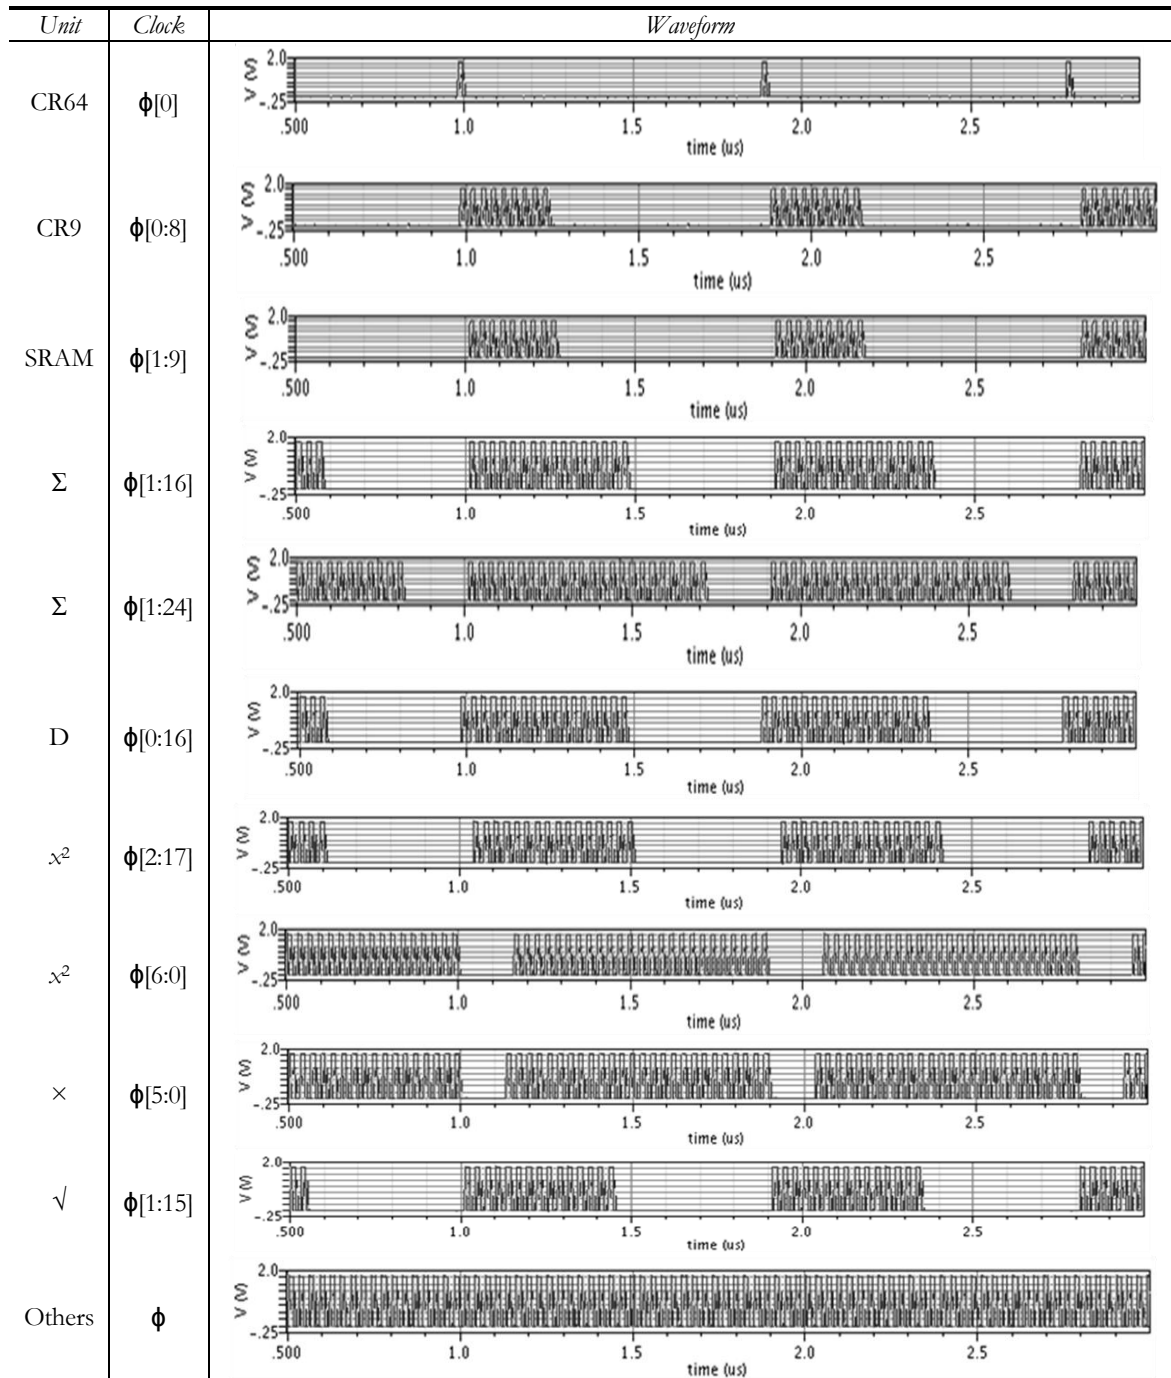 Unit Clock Waveform
CR64 ϕ[0] V (V) 2.0 -.25
.500 1.0 1.5 2.0 2.5
time (us)
CR9 ϕ[0:8] V (V) 2.0 -.25
.500 1.0 1.5 2.0 2.5
time (us)
SRAM ϕ[1:9] V (V) 2.0 -.25
.500 1.0 1.5 2.0 2.5
time (us)
Σ ϕ[1:16] V (V) 2.0 -.25
.500 1.0 1.5 2.0 2.5
time (us)
Σ ϕ[1:24] V (V) 2.0 -.25
.500 1.0 1.5 2.0 2.5
time (us)
D ϕ[0:16] V (V) 2.0 -.25
.500 1.0 1.5 2.0 2.5
time (us)
x² ϕ[2:17] V (V) 2.0 -.25
.500 1.0 1.5 2.0 2.5
time (us)
x² ϕ[6:0] V (V) 2.0 -.25
.500 1.0 1.5 2.0 2.5
time (us)
× ϕ[5:0] V (V) 2.0 -.25
.500 1.0 1.5 2.0 2.5
time (us)
√ ϕ[1:15] V (V) 2.0 -.25
.500 1.0 1.5 2.0 2.5
time (us)
Others ϕ V (V) 2.0 -.25
.500 1.0 1.5 2.0 2.5
time (us)